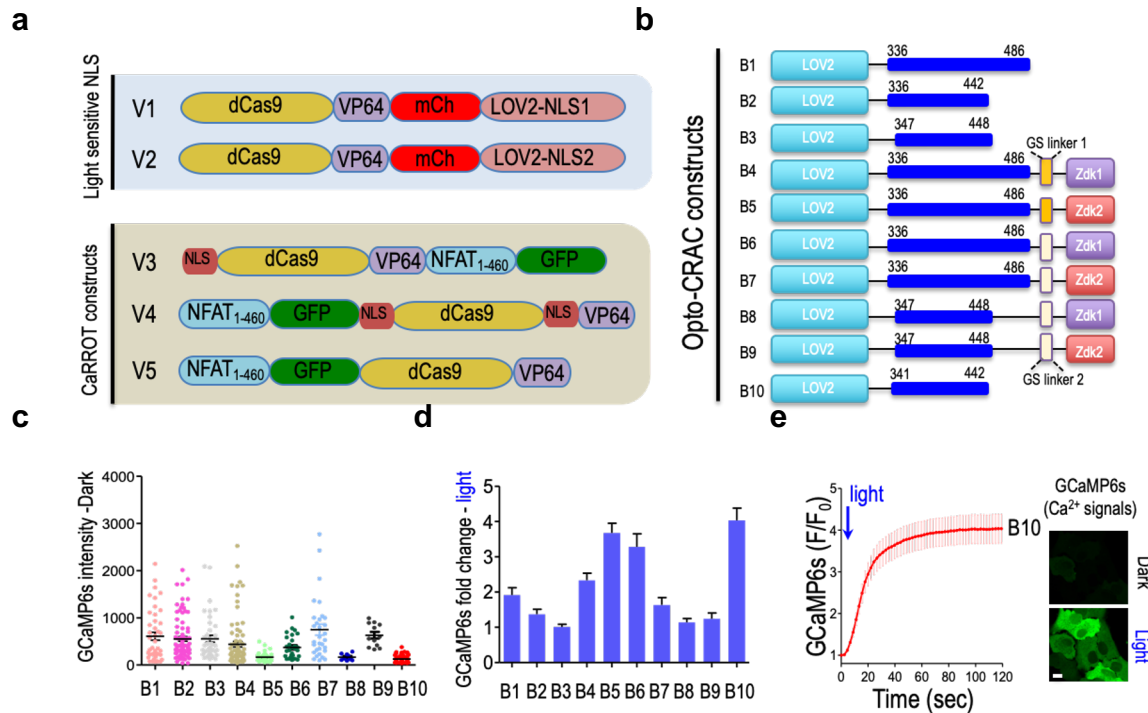 a
Light sensitive NLS
V1 dCas9 VP64 mCh LOV2-NLS1
V2 dCas9 VP64 mCh LOV2-NLS2
CaRROT constructs
V3 NLS dCas9 VP64 NFAT1-460 GFP
V4 NFAT1-460 GFP NLS dCas9 NLS VP64
V5 NFAT1-460 GFP dCas9 VP64
b
Opto-CRAC constructs
336 486
B1 LOV2
336 442
B2 LOV2
347 448
B3 LOV2
GS linker 1
336 486
B4 LOV2 Zdk1
336 486
B5 LOV2 Zdk2
336 486
B6 LOV2 Zdk1
336 486
B7 LOV2 Zdk2
347 448
B8 LOV2 Zdk1
347 448
B9 LOV2 Zdk2
GS linker 2
341 442
B10 LOV2
c
GCaMP6s intensity -Dark
4000
3000
2000
1000
0
B1 B2 B3 B4 B5 B6 B7 B8 B9 B10
d
GCaMP6s fold change - light
5
4
3
2
1
0
B1 B2 B3 B4 B5 B6 B7 B8 B9 B10
e
GCaMP6s (F/F0)
5
4
3
2
1
light
B10
0 20 40 60 80 100 120
Time (sec)
GCaMP6s
(Ca2+ signals)
Dark
Light